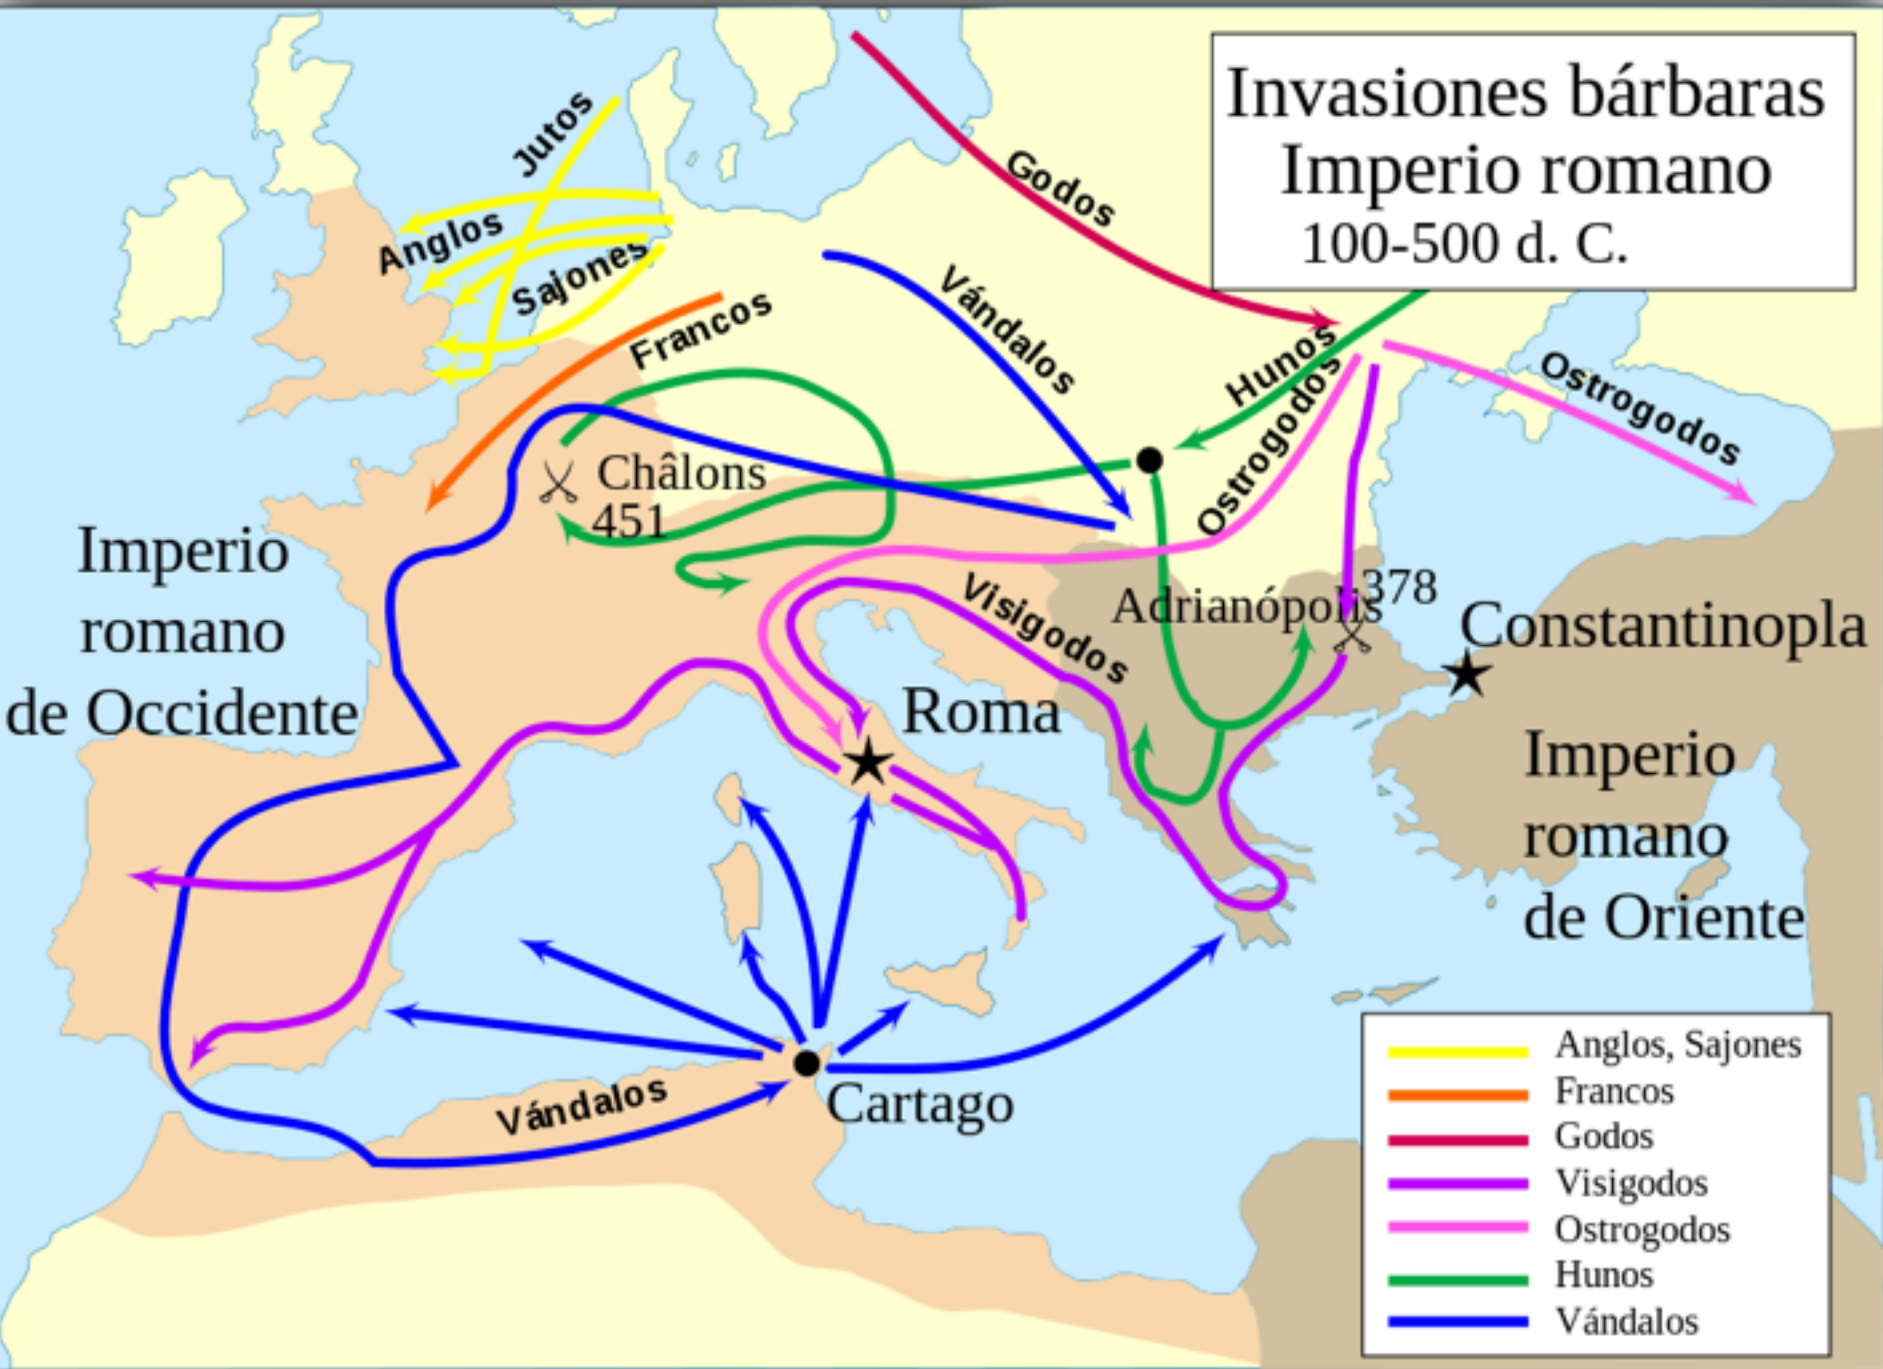 Invasiones bárbaras
Imperio romano
100-500 d. C.
Jutos
Anglos
Sajones
Francos
Godos
Vándalos
Hunos
Ostrogodos
Ostrogodos
Châlons
451
Imperio
romano
de Occidente
Visigodos
Adrianópolis
378
Constantinopla
Roma
Imperio
romano
de Oriente
Vándalos
Cartago
Anglos, Sajones
Francos
Godos
Visigodos
Ostrogodos
Hunos
Vándalos